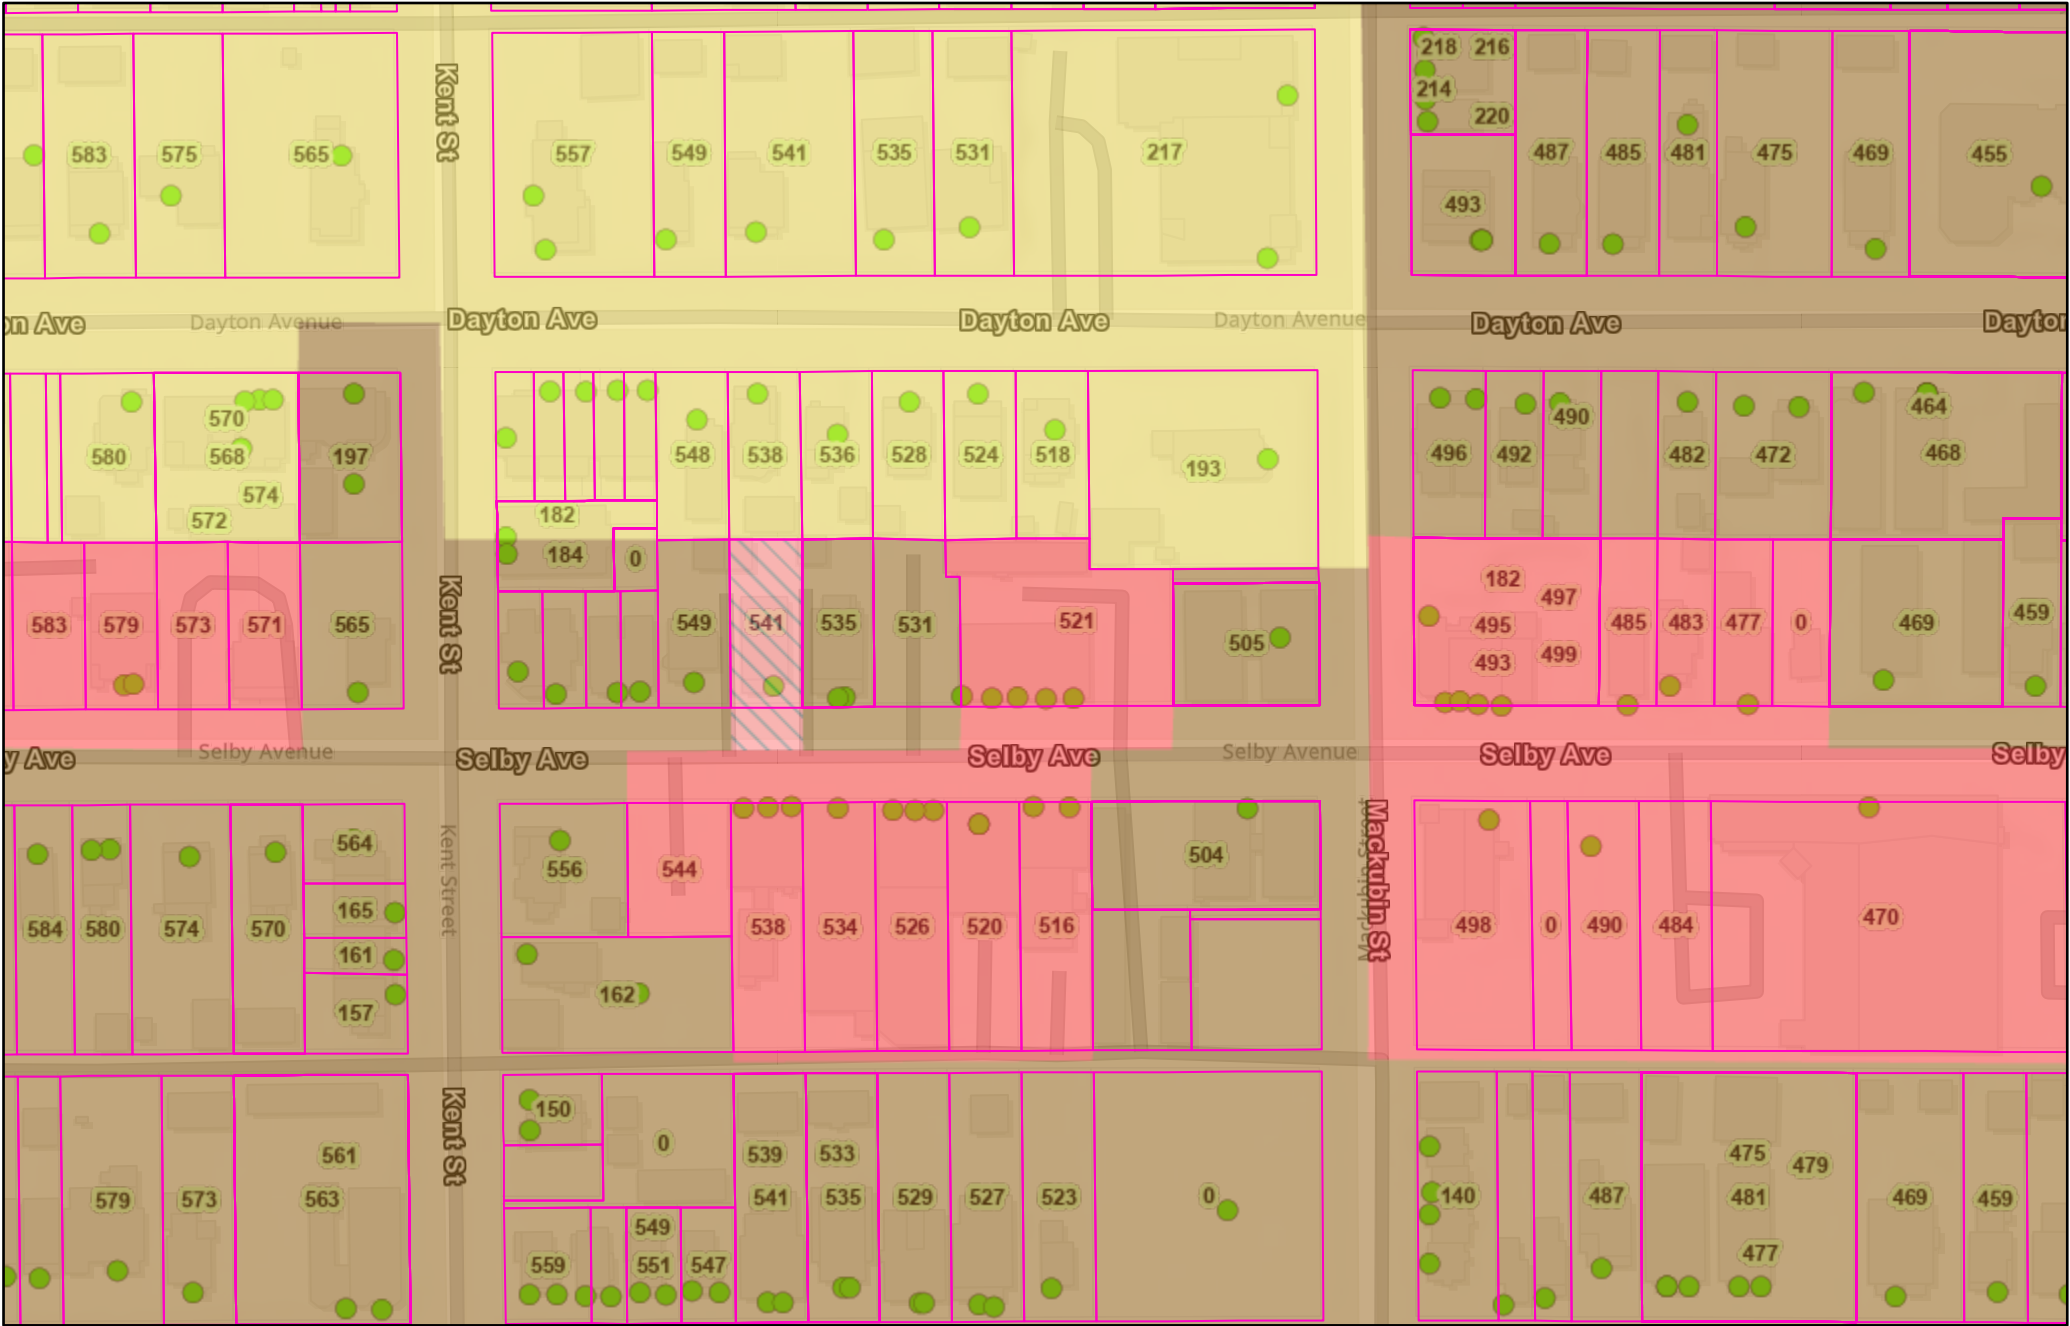 218 216
214
220
Kent St
583 575 565 557 549 541 535 531 217 487 485 481 475 469 455
493
on Ave Dayton Avenue Dayton Ave Dayton Ave Dayton Avenue Dayton Ave Dayton
570
580 568 197
574
572
548 538 536 528 524 518 193
490 464
496 492 482 472 468
182
184 0
Kent St
583 579 573 571 565 549 541 535 531 521 505
182 497
495 485 483 477 0 469 459
493 499
y Ave Selby Avenue Selby Ave Selby Ave Selby Avenue Selby Ave Selby
Kent Street
Mackubin Street
Mackubin St
564
165
584 580 574 570
161
157
556 544
504
538 534 526 520 516
162
498 0 490 484 470
Kent St
150 0
561
579 573 563
539 533
541 535 529 527 523 0
549
559 551 547
475 479
140 487 481 469 459
477